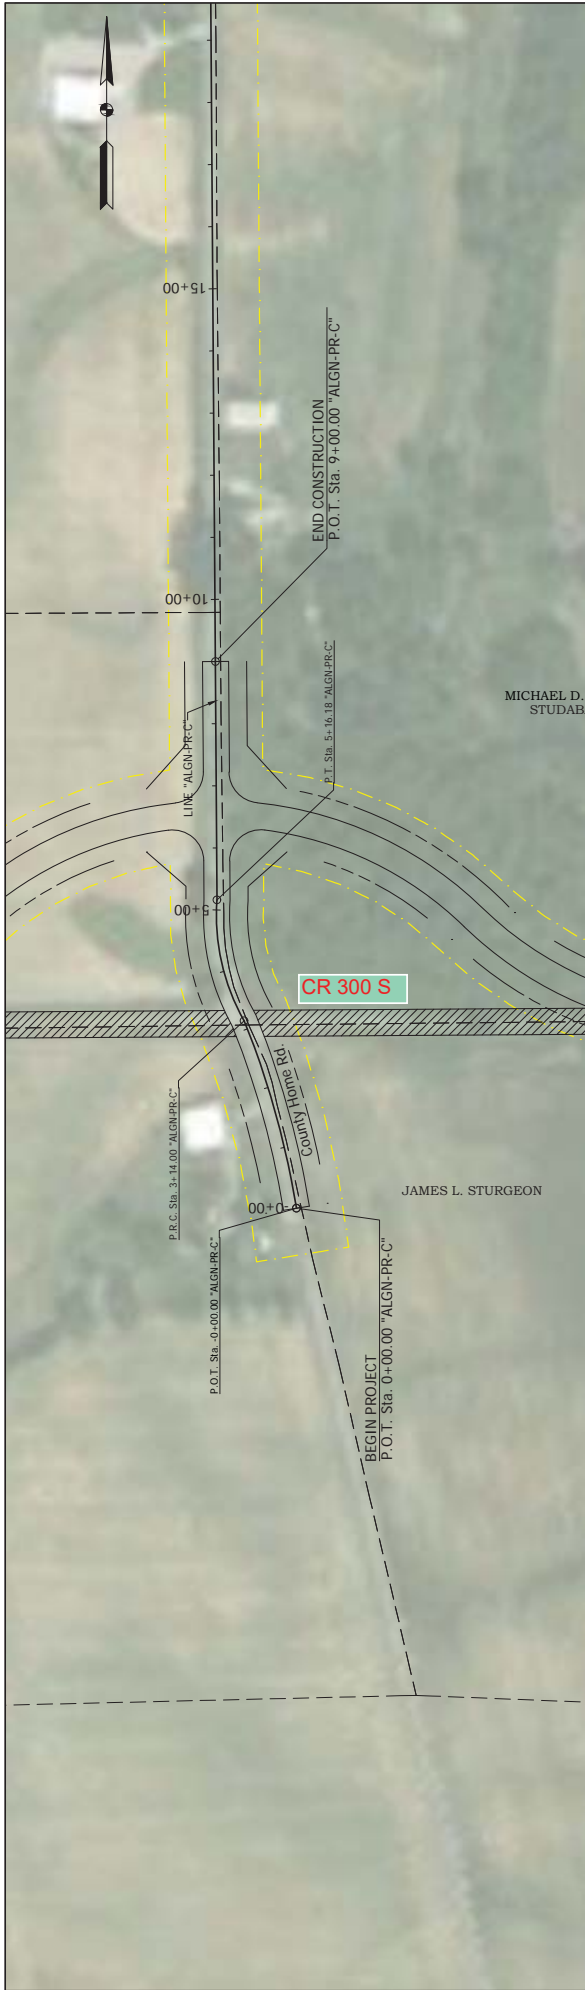 15+00
END CONSTRUCTION
P.O.T. Sta. 9+00.00 "ALGN-PR-C"
10+00
P.T. Sta. 5+16.18 "ALGN-PR-C"
MICHAEL D.
LINE "ALGN-PR-C"
5+00
CR 300 S
County Home Rd.
P.R.C. Sta. 3+14.00 "ALGN-PR-C"
JAMES L. STURGEON
-0+00
P.O.T. Sta. -0+00.00 "ALGN-PR-C"
BEGIN PROJECT
P.O.T. Sta. 0+00.00 "ALGN-PR-C"